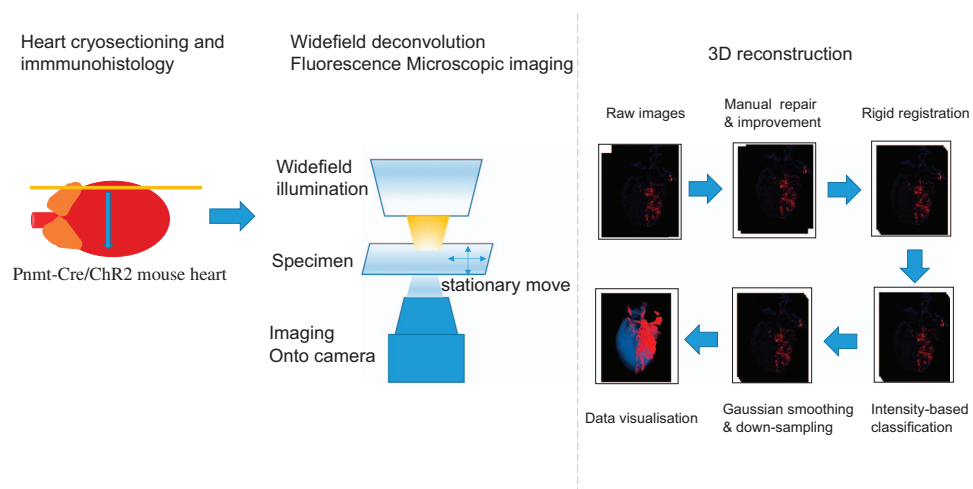 Heart cryosectioning and
immmunohistology
Pnmt-Cre/ChR2 mouse heart
Widefield deconvolution
Fluorescence Microscopic imaging
Widefield
illumination
Specimen
stationary move
Imaging
Onto camera
3D reconstruction
Raw images
Manual repair
& improvement
Rigid registration
Data visualisation
Gaussian smoothing
& down-sampling
Intensity-based
classification